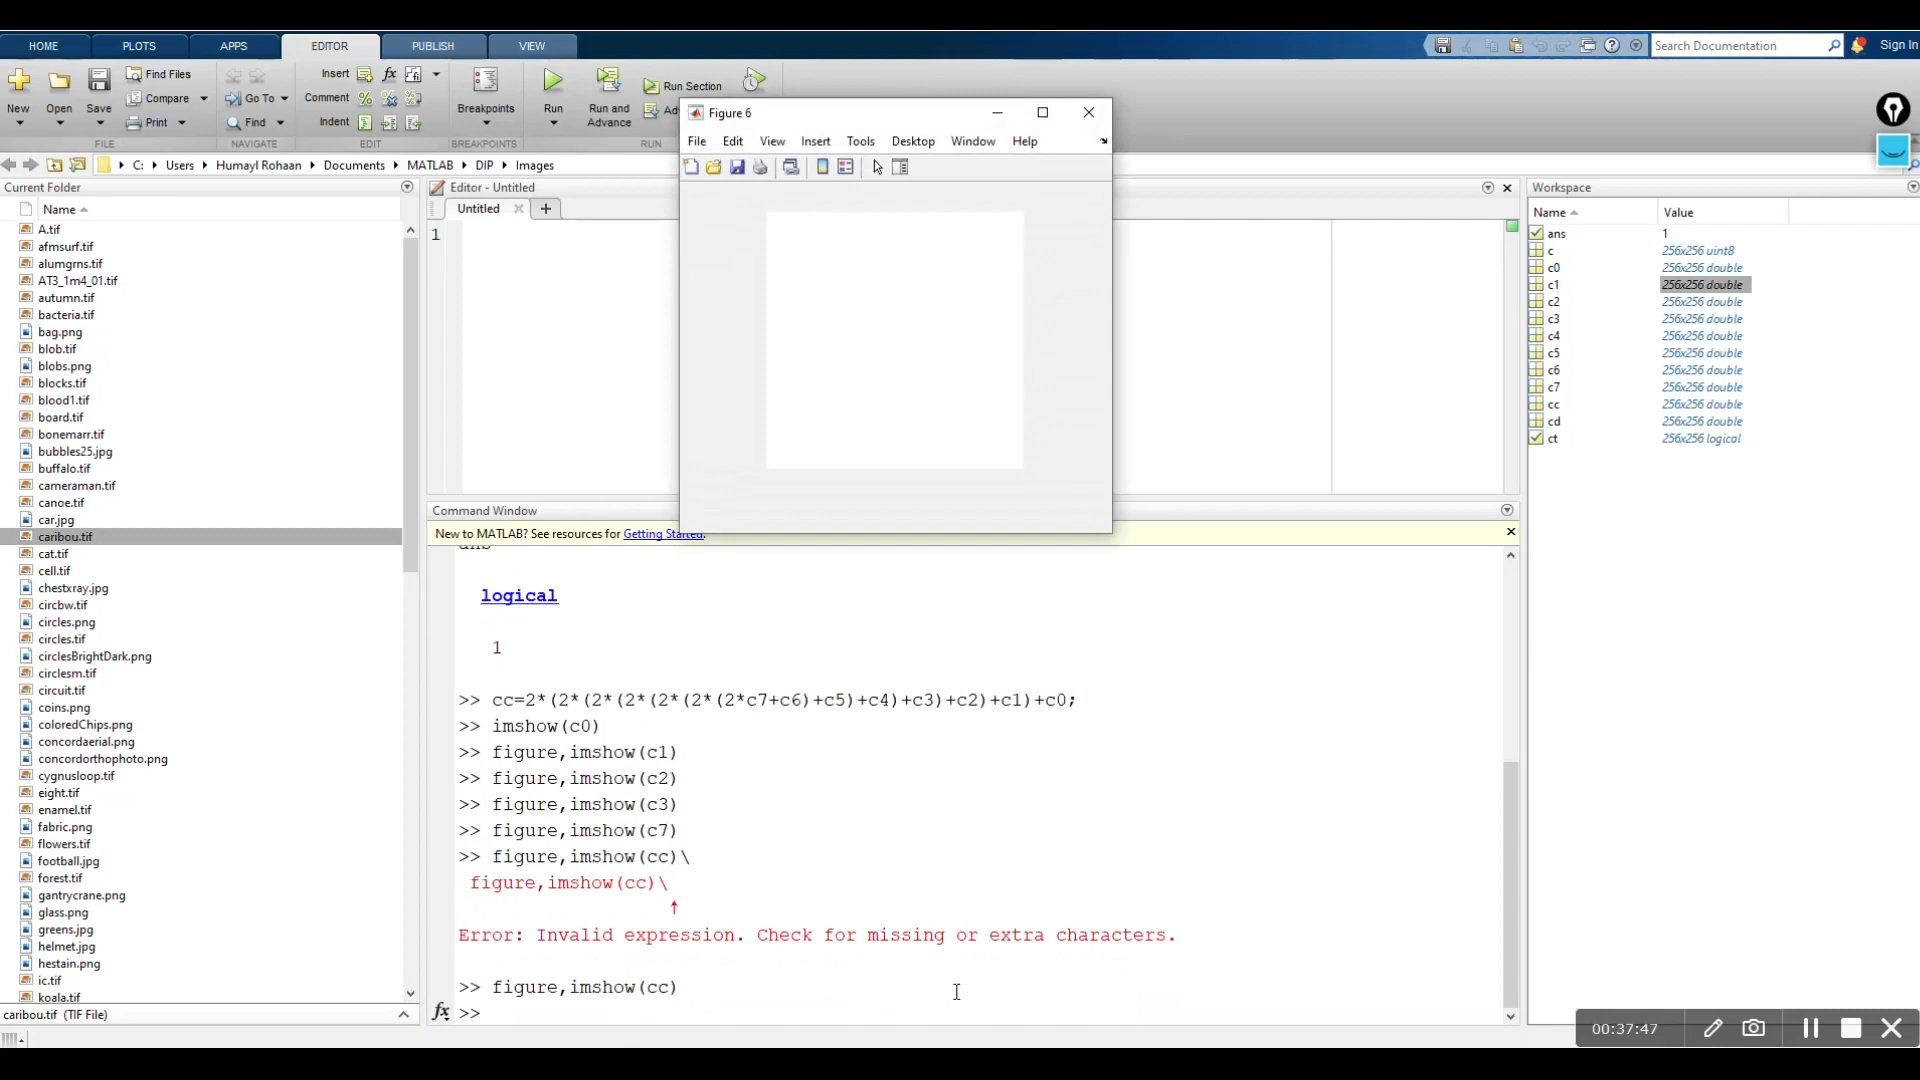 HOME PLOTS APPS EDITOR PUBLISH VIEW
Search Documentation
Sign In
New Open Save
Find Files
Compare
Print
FILE
Go To
Find
NAVIGATE
Insert fx
Comment
Indent
EDIT
Breakpoints
BREAKPOINTS
Run
Run and
Advance
Run Section
RUN
C: Users Humayl Rohaan Documents MATLAB DIP Images
Current Folder
Name
A.tif
afmsurf.tif
alumgrns.tif
AT3_1m4_01.tif
autumn.tif
bacteria.tif
bag.png
blob.tif
blobs.png
blocks.tif
blood1.tif
board.tif
bonemarr.tif
bubbles25.jpg
buffalo.tif
cameraman.tif
canoe.tif
car.jpg
caribou.tif
cat.tif
cell.tif
chestxray.jpg
circbw.tif
circles.png
circles.tif
circlesBrightDark.png
circlesm.tif
circuit.tif
coins.png
coloredChips.png
concordaerial.png
concordorthophoto.png
cygnusloop.tif
eight.tif
enamel.tif
fabric.png
flowers.tif
football.jpg
forest.tif
gantrycrane.png
glass.png
greens.jpg
helmet.jpg
hestain.png
ic.tif
koala.tif
caribou.tif (TIF File)
Editor - Untitled
Untitled
1
Figure 6
File Edit View Insert Tools Desktop Window Help
Command Window
New to MATLAB? See resources for Getting Started.
ans
logical
1
>> cc=2*(2*(2*(2*(2*(2*(2*c7+c6)+c5)+c4)+c3)+c2)+c1)+c0;
>> imshow(c0)
>> figure,imshow(c1)
>> figure,imshow(c2)
>> figure,imshow(c3)
>> figure,imshow(c7)
>> figure,imshow(cc)\
figure,imshow(cc)\
↑
Error: Invalid expression. Check for missing or extra characters.
>> figure,imshow(cc)
fx >>
Workspace
Name Value
ans 1
c 256x256 uint8
c0 256x256 double
c1 256x256 double
c2 256x256 double
c3 256x256 double
c4 256x256 double
c5 256x256 double
c6 256x256 double
c7 256x256 double
cc 256x256 double
cd 256x256 double
ct 256x256 logical
00:37:47